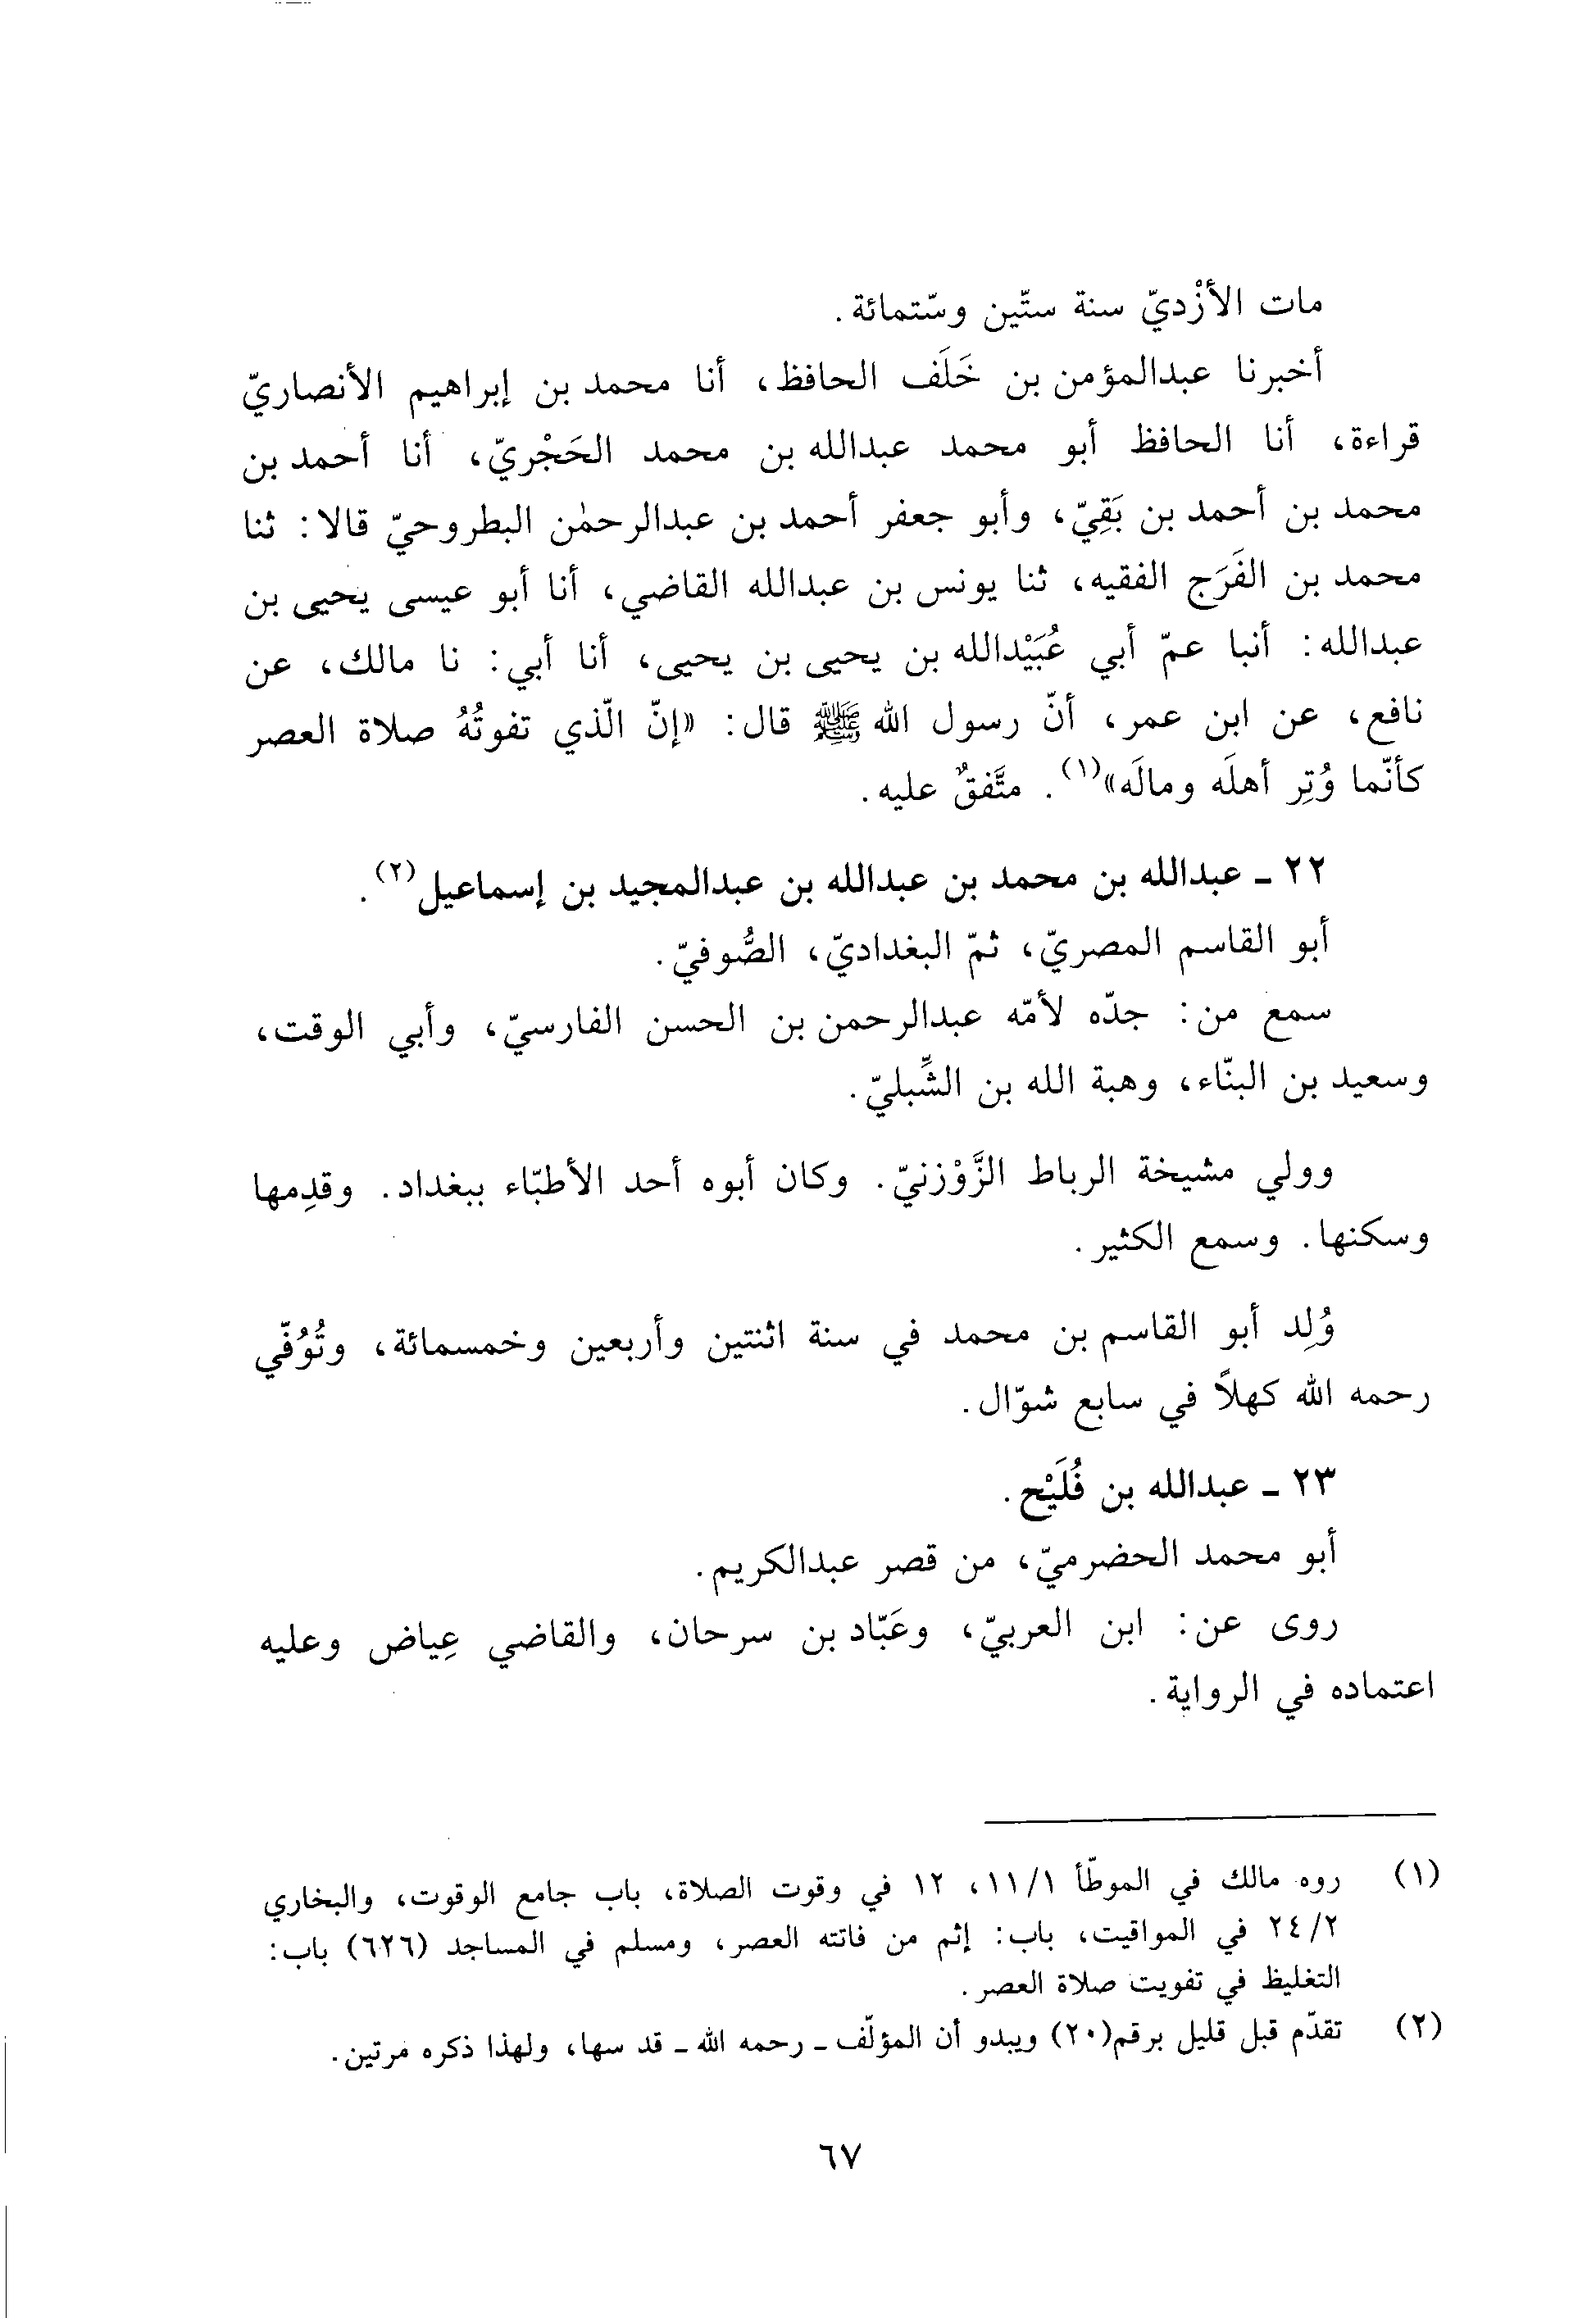 مات الأزْديّ سنة ستّين وسّتمائة.
أخبرنا عبدالمؤمن بن خَلَف الحافظ، أنا محمد بن إبراهيم الأنصاريّ
قراءة، أنا الحافظ أبو محمد عبدالله بن محمد الحَجْريّ، أنا أحمد بن
محمد بن أحمد بن بَقِيّ، وأبو جعفر أحمد بن عبدالرحمٰن البطروحيّ قالا: ثنا
محمد بن الفَرَج الفقيه، ثنا يونس بن عبدالله القاضي، أنا أبو عيسى يحيى بن
عبدالله: أنبا عمّ أبي عُبَيْدالله بن يحيى بن يحيى، أنا أبي: نا مالك، عن
نافع، عن ابن عمر، أنّ رسول الله ﷺ قال: «إنّ الّذي تفوتُهُ صلاة العصر
كأنّما وُتِر أهلَه ومالَه»(١). متَّفقٌ عليه.
٢٢ ـ عبدالله بن محمد بن عبدالله بن عبدالمجيد بن إسماعيل(٢).
أبو القاسم المصريّ، ثمّ البغداديّ، الصُّوفيّ.
سمع من: جدّه لأمّه عبدالرحمن بن الحسن الفارسيّ، وأبي الوقت،
وسعيد بن البنّاء، وهبة الله بن الشِّبليّ.
وولي مشيخة الرباط الزَّوْزنيّ. وكان أبوه أحد الأطبّاء ببغداد. وقدِمها
وسكنها. وسمع الكثير.
وُلِد أبو القاسم بن محمد في سنة اثنتين وأربعين وخمسمائة، وتُوُفّي
رحمه الله كهلاً في سابع شوّال.
٢٣ ـ عبدالله بن فُلَيْح.
أبو محمد الحضرميّ، من قصر عبدالكريم.
روى عن: ابن العربيّ، وعَبّاد بن سرحان، والقاضي عِياض وعليه
اعتماده في الرواية.
(١) روه مالك في الموطّأ ١١/١، ١٢ في وقوت الصلاة، باب جامع الوقوت، والبخاري
٢٤/٢ في المواقيت، باب: إثم من فاتته العصر، ومسلم في المساجد (٦٢٦) باب:
التغليظ في تفويت صلاة العصر.
(٢) تقدّم قبل قليل برقم(٢٠) ويبدو أن المؤلّف ـ رحمه الله ـ قد سها، ولهذا ذكره مرتين.
٦٧